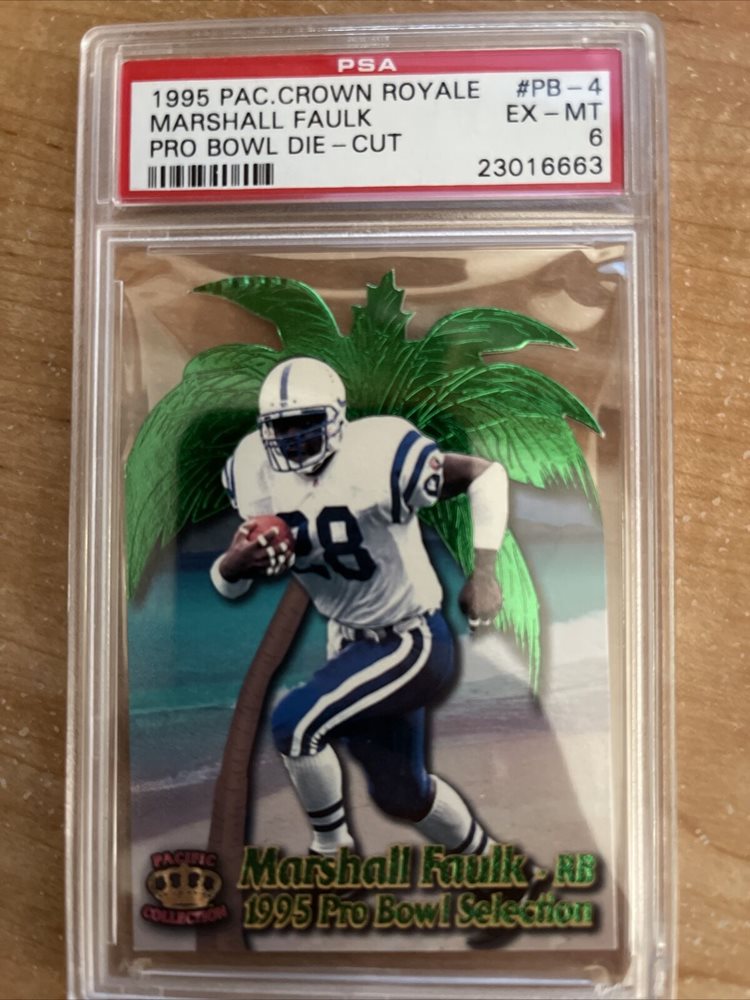 PSA
1995 PAC.CROWN ROYALE #PB-4
MARSHALL FAULK EX-MT
PRO BOWL DIE-CUT 6
23016663
28
28
PACIFIC
COLLECTION
Marshall Faulk - RB
1995 Pro Bowl Selection